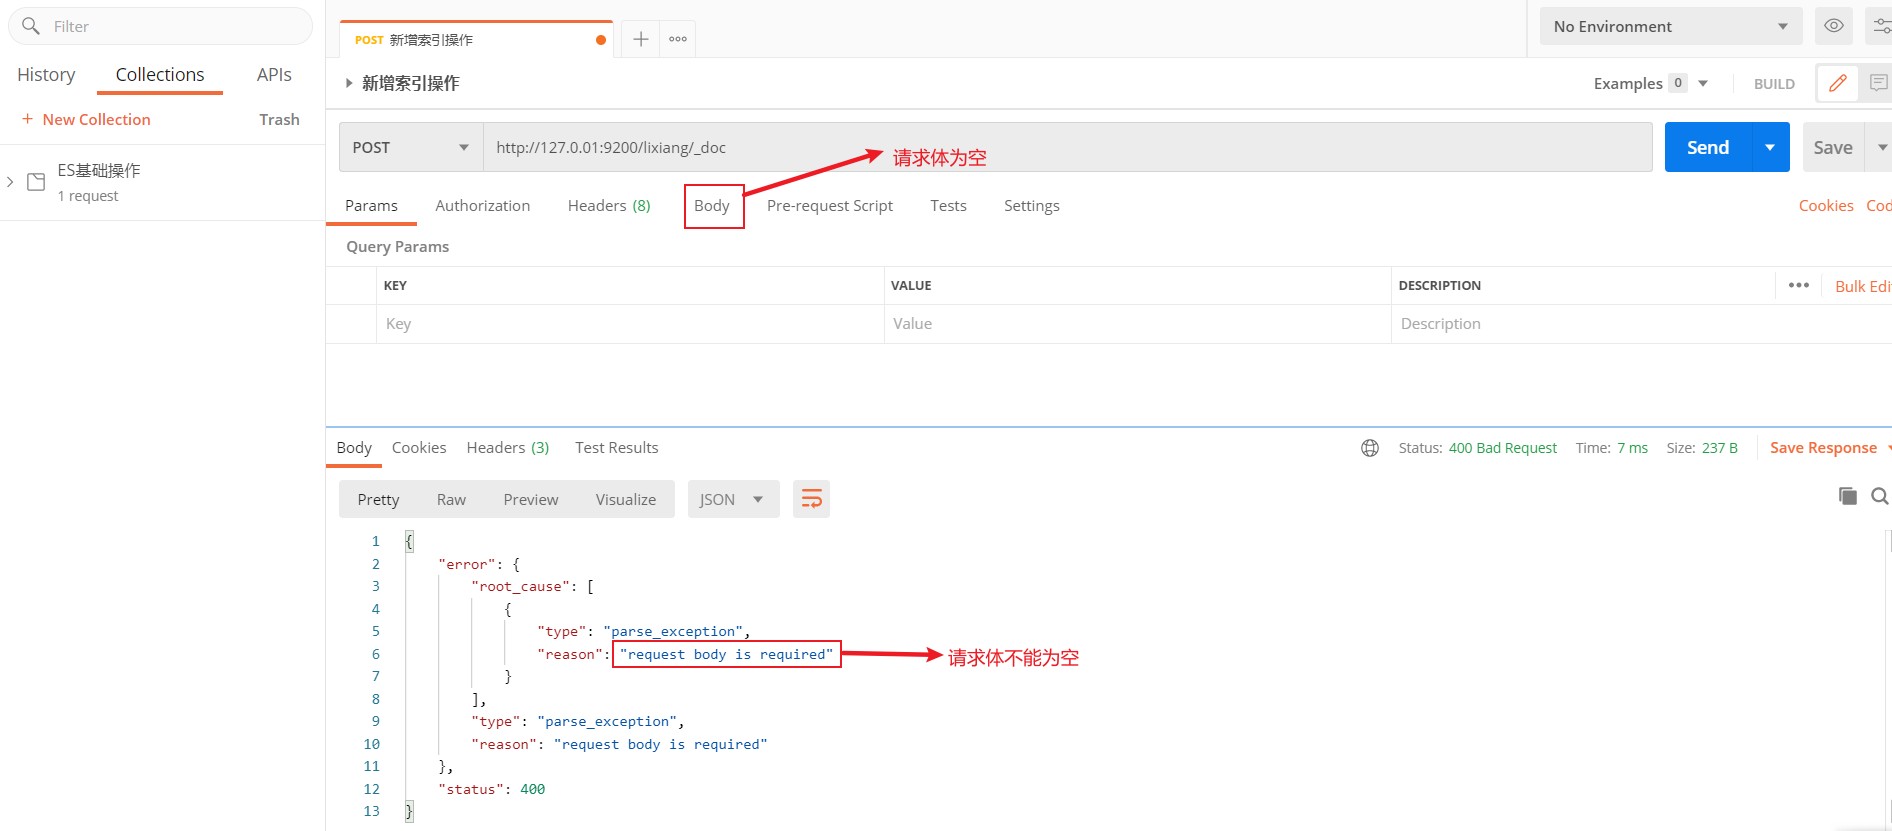 Filter
History Collections APIs
+ New Collection Trash
ES基础操作
1 request
POST 新增索引操作
No Environment
新增索引操作
Examples 0 BUILD
POST http://127.0.01:9200/lixiang/_doc 请求体为空 Send Save
Params Authorization Headers (8) Body Pre-request Script Tests Settings Cookies Cod
Query Params
KEY VALUE DESCRIPTION Bulk Edi
Key Value Description
Body Cookies Headers (3) Test Results Status: 400 Bad Request Time: 7 ms Size: 237 B Save Response
Pretty Raw Preview Visualize JSON
1 {
2 "error": {
3 "root_cause": [
4 {
5 "type": "parse_exception",
6 "reason": "request body is required" 请求体不能为空
7 }
8 ],
9 "type": "parse_exception",
10 "reason": "request body is required"
11 },
12 "status": 400
13 }